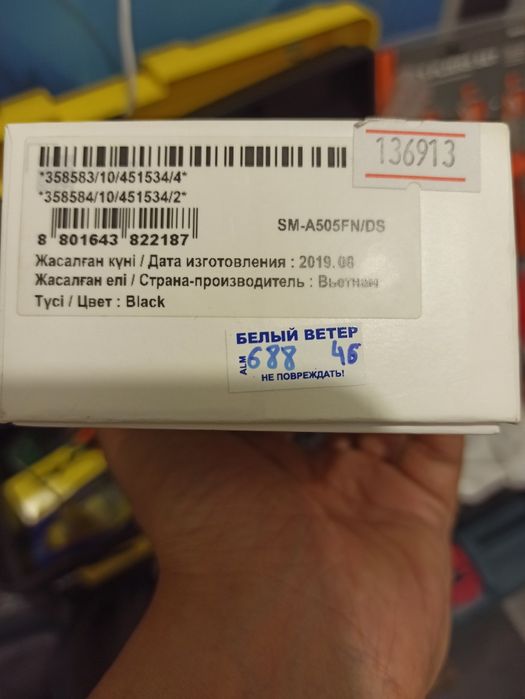 136913
*358583/10/451534/4*
*358584/10/451534/2*
SM-A505FN/DS
8 801643 822187
Жасалған күні / Дата изготовления : 2019.06
Жасалған елі / Страна-производитель : Вьетнам
Түсі / Цвет : Black
БЕЛЫЙ ВЕТЕР
ALM 688 46
НЕ ПОВРЕЖДАТЬ!